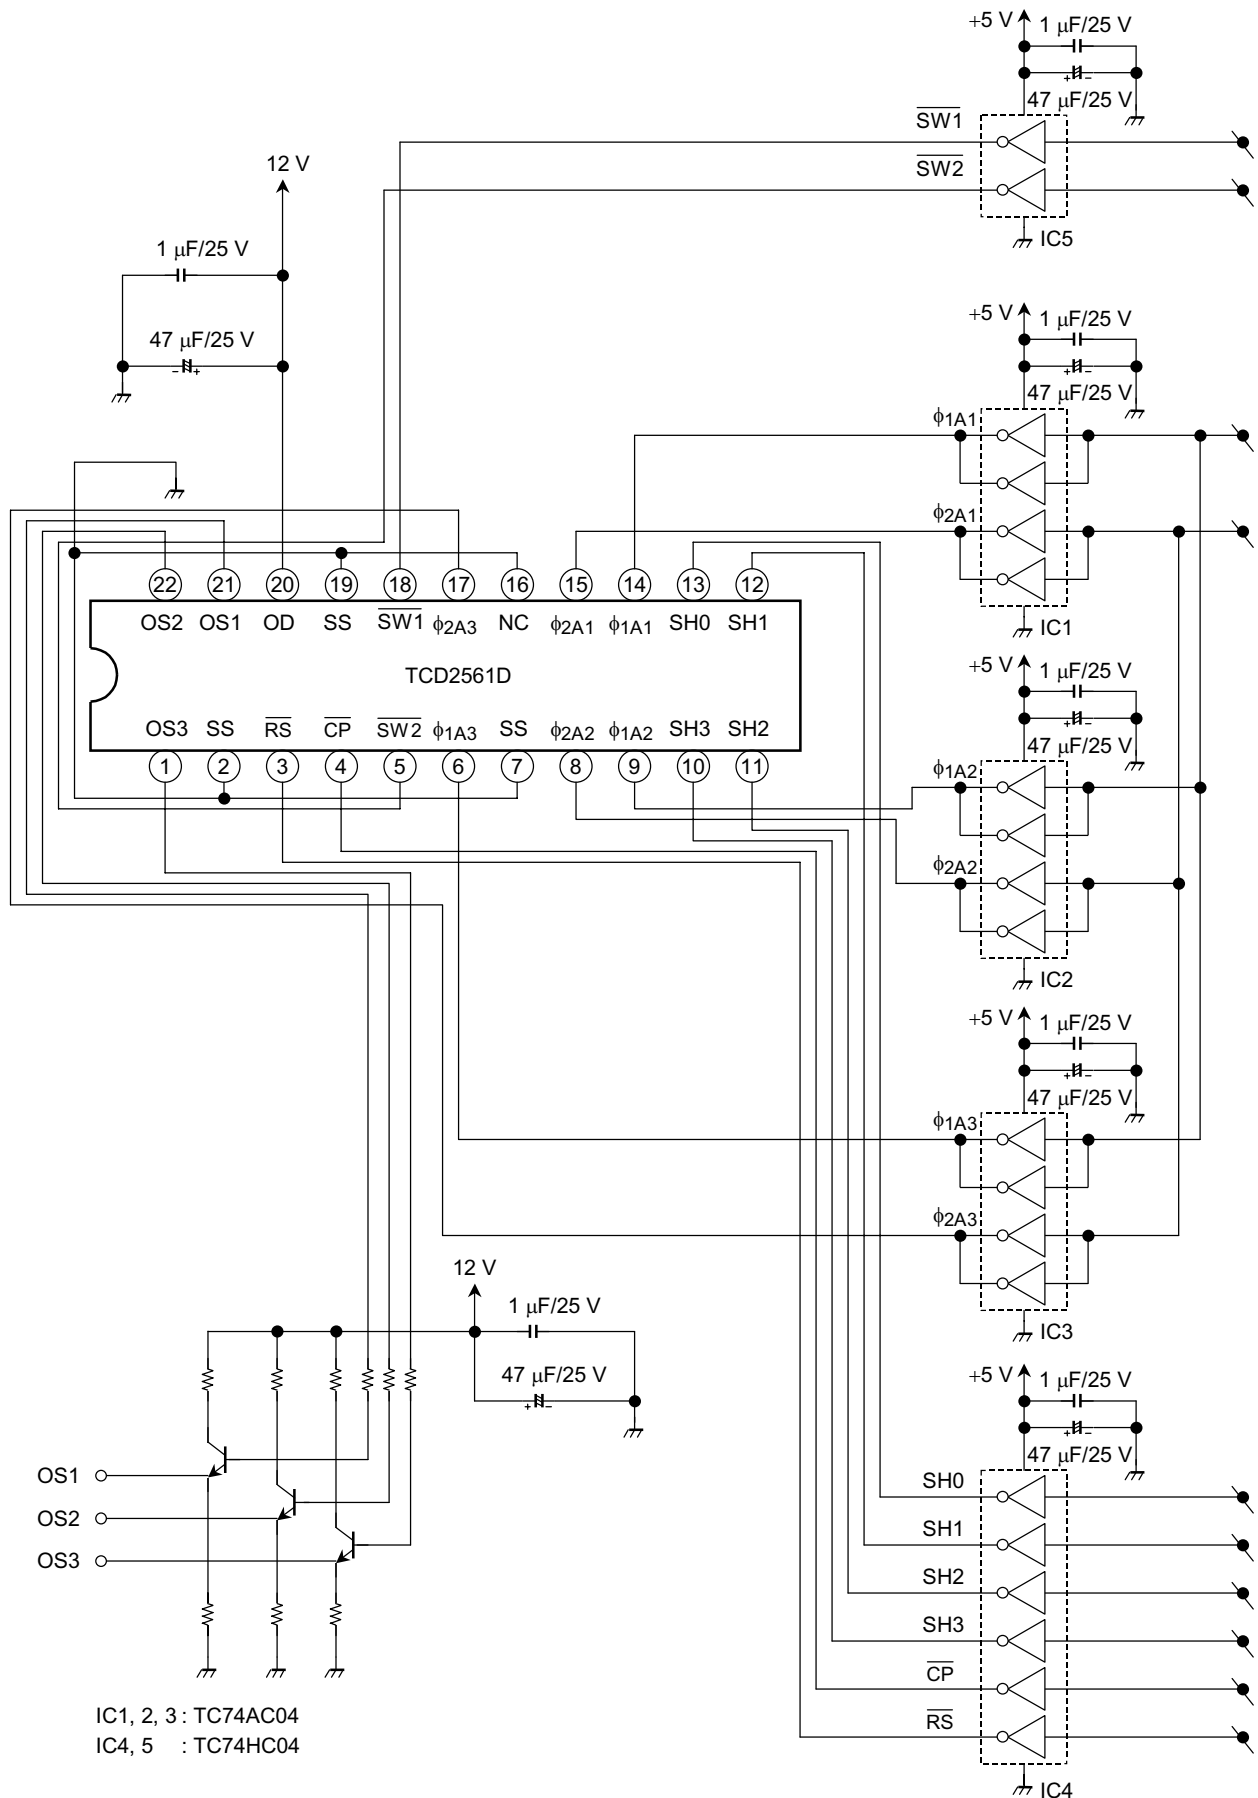 +5 V
1 μF/25 V
47 μF/25 V
SW1
SW2
IC5
12 V
1 μF/25 V
47 μF/25 V
+5 V
1 μF/25 V
47 μF/25 V
ϕ1A1
ϕ2A1
IC1
22 21 20 19 18 17 16 15 14 13 12
OS2 OS1 OD SS SW1 ϕ2A3 NC ϕ2A1 ϕ1A1 SH0 SH1
TCD2561D
OS3 SS RS CP SW2 ϕ1A3 SS ϕ2A2 ϕ1A2 SH3 SH2
1 2 3 4 5 6 7 8 9 10 11
+5 V
1 μF/25 V
47 μF/25 V
ϕ1A2
ϕ2A2
IC2
+5 V
1 μF/25 V
47 μF/25 V
ϕ1A3
ϕ2A3
IC3
12 V
1 μF/25 V
47 μF/25 V
+ -
OS1
OS2
OS3
+5 V
1 μF/25 V
47 μF/25 V
SH0
SH1
SH2
SH3
CP
RS
IC4
IC1, 2, 3 : TC74AC04
IC4, 5 : TC74HC04